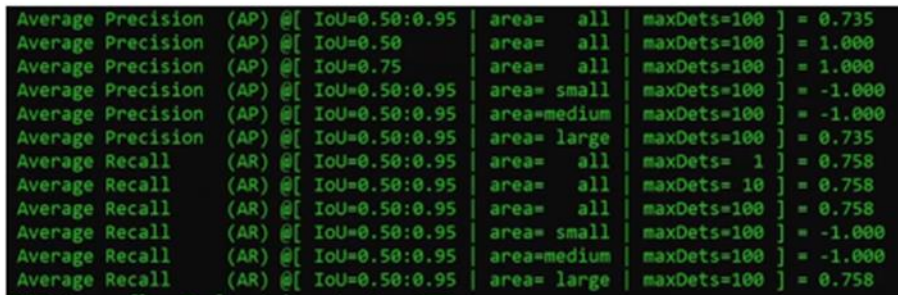 Average Precision (AP) @[ IoU=0.50:0.95 | area= all | maxDets=100 ] = 0.735
Average Precision (AP) @[ IoU=0.50 | area= all | maxDets=100 ] = 1.000
Average Precision (AP) @[ IoU=0.75 | area= all | maxDets=100 ] = 1.000
Average Precision (AP) @[ IoU=0.50:0.95 | area= small | maxDets=100 ] = -1.000
Average Precision (AP) @[ IoU=0.50:0.95 | area=medium | maxDets=100 ] = -1.000
Average Precision (AP) @[ IoU=0.50:0.95 | area= large | maxDets=100 ] = 0.735
Average Recall (AR) @[ IoU=0.50:0.95 | area= all | maxDets= 1 ] = 0.758
Average Recall (AR) @[ IoU=0.50:0.95 | area= all | maxDets= 10 ] = 0.758
Average Recall (AR) @[ IoU=0.50:0.95 | area= all | maxDets=100 ] = 0.758
Average Recall (AR) @[ IoU=0.50:0.95 | area= small | maxDets=100 ] = -1.000
Average Recall (AR) @[ IoU=0.50:0.95 | area=medium | maxDets=100 ] = -1.000
Average Recall (AR) @[ IoU=0.50:0.95 | area= large | maxDets=100 ] = 0.758